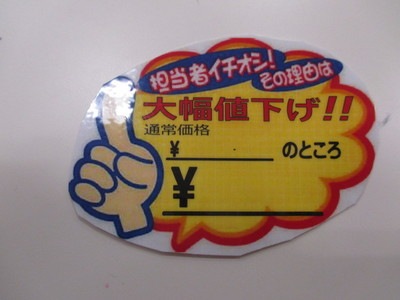 担当者イチオシ!その理由は
大幅値下げ!!
通常価格
¥ のところ
¥